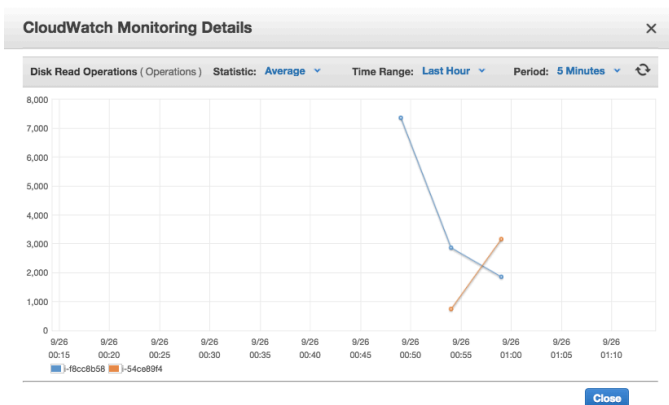 CloudWatch Monitoring Details ×
Disk Read Operations (Operations) Statistic: Average Time Range: Last Hour Period: 5 Minutes
8,000
7,000
6,000
5,000
4,000
3,000
2,000
1,000
0
9/26 9/26 9/26 9/26 9/26 9/26 9/26 9/26 9/26 9/26 9/26 9/26
00:15 00:20 00:25 00:30 00:35 00:40 00:45 00:50 00:55 01:00 01:05 01:10
i-f8cc8b58 i-54ce89f4
Close